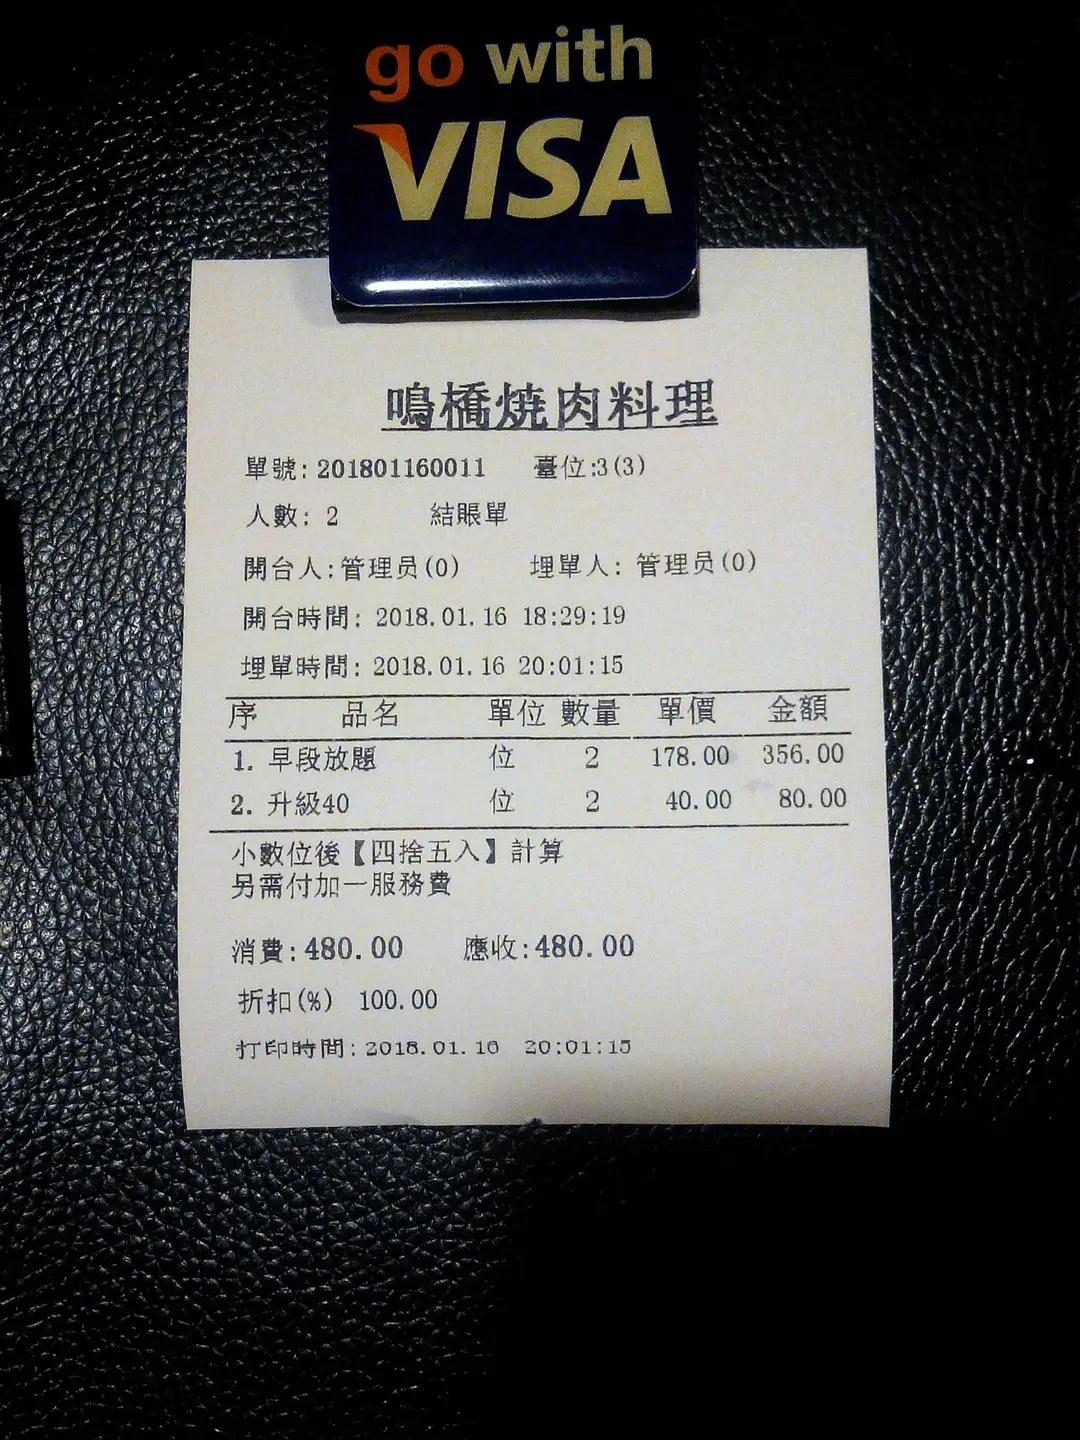 go with
VISA
鳴橋燒肉料理
單號: 201801160011 臺位:3(3)
人數: 2 結賬單
開台人:管理员(0) 埋單人: 管理员(0)
開台時間: 2018.01.16 18:29:19
埋單時間: 2018.01.16 20:01:15
序 品名 單位 數量 單價 金額
1. 早段放題 位 2 178.00 356.00
2. 升級40 位 2 40.00 80.00
小數位後【四捨五入】計算
另需付加一服務費
消費:480.00 應收:480.00
折扣(%) 100.00
打印時間: 2018.01.16 20:01:15